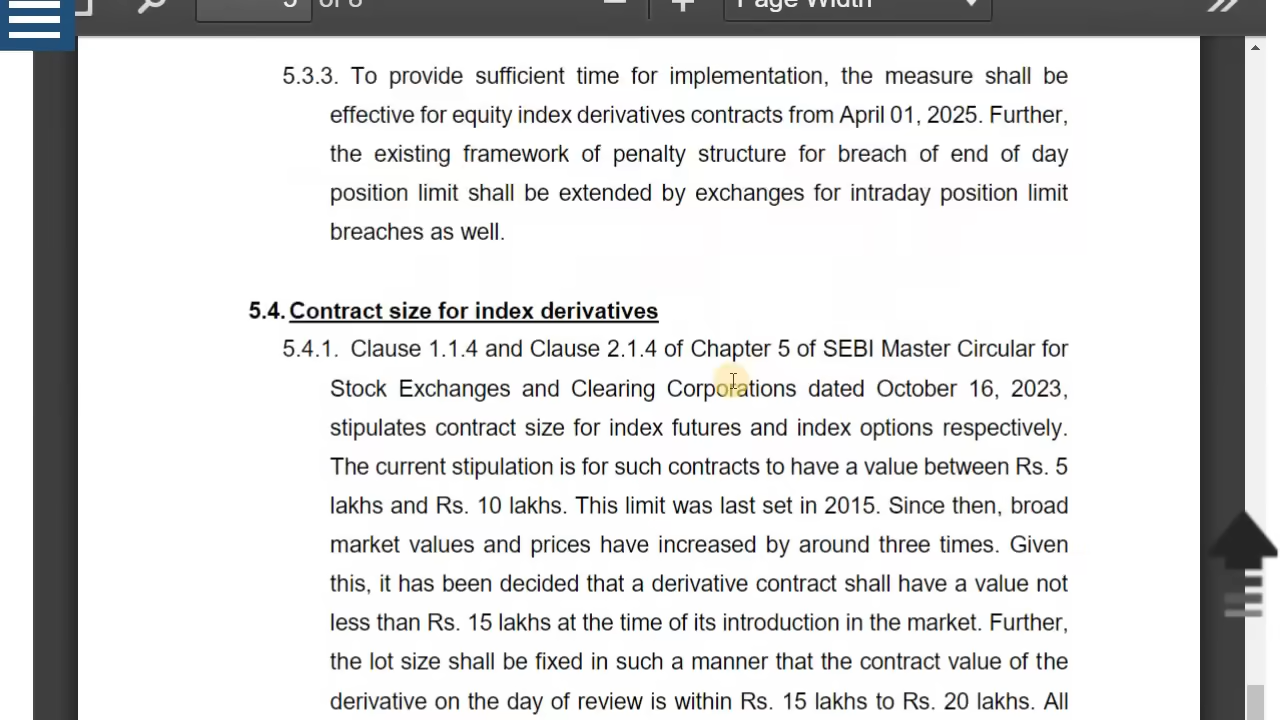 of 8
Page Width
5.3.3. To provide sufficient time for implementation, the measure shall be
effective for equity index derivatives contracts from April 01, 2025. Further,
the existing framework of penalty structure for breach of end of day
position limit shall be extended by exchanges for intraday position limit
breaches as well.
5.4. Contract size for index derivatives
5.4.1. Clause 1.1.4 and Clause 2.1.4 of Chapter 5 of SEBI Master Circular for
Stock Exchanges and Clearing Corporations dated October 16, 2023,
stipulates contract size for index futures and index options respectively.
The current stipulation is for such contracts to have a value between Rs. 5
lakhs and Rs. 10 lakhs. This limit was last set in 2015. Since then, broad
market values and prices have increased by around three times. Given
this, it has been decided that a derivative contract shall have a value not
less than Rs. 15 lakhs at the time of its introduction in the market. Further,
the lot size shall be fixed in such a manner that the contract value of the
derivative on the day of review is within Rs. 15 lakhs to Rs. 20 lakhs. All